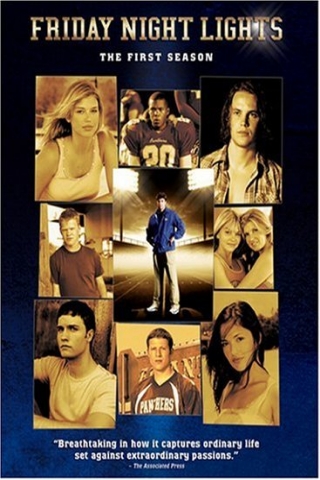 FRIDAY NIGHT LIGHTS
THE FIRST SEASON
20
PANTHERS
“Breathtaking in how it captures ordinary life
set against extraordinary passions.”
– The Associated Press